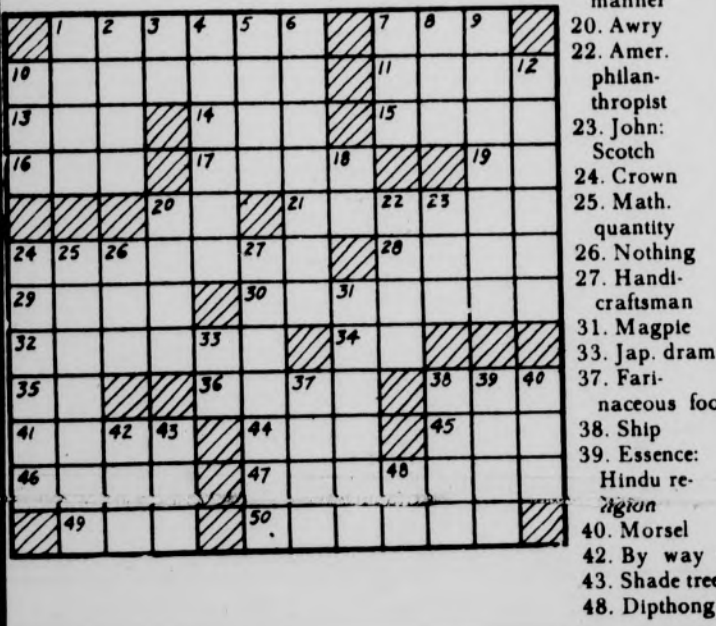 1 2 3 4 5 6 7 8 9
10 11 12
13 14 15
16 17 18 19
20 21 22 23
24 25 26 27 28
29 30 31
32 33 34
35 36 37 38 39 40
41 42 43 44 45
46 47 48
49 50
manner
20. Awry
22. Amer.
philan-
thropist
23. John:
Scotch
24. Crown
25. Math.
quantity
26. Nothing
27. Handi-
craftsman
31. Magpie
33. Jap. dram
37. Fari-
naceous foo
38. Ship
39. Essence:
Hindu re-
ligion
40. Morsel
42. By way
43. Shade tree
48. Dipthong